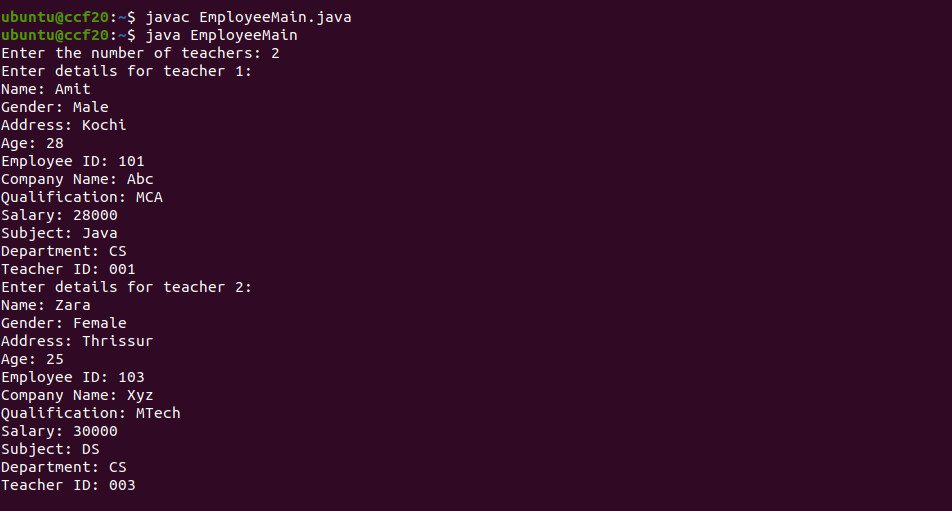 ubuntu@ccf20:~$ javac EmployeeMain.java
ubuntu@ccf20:~$ java EmployeeMain
Enter the number of teachers: 2
Enter details for teacher 1:
Name: Amit
Gender: Male
Address: Kochi
Age: 28
Employee ID: 101
Company Name: Abc
Qualification: MCA
Salary: 28000
Subject: Java
Department: CS
Teacher ID: 001
Enter details for teacher 2:
Name: Zara
Gender: Female
Address: Thrissur
Age: 25
Employee ID: 103
Company Name: Xyz
Qualification: MTech
Salary: 30000
Subject: DS
Department: CS
Teacher ID: 003